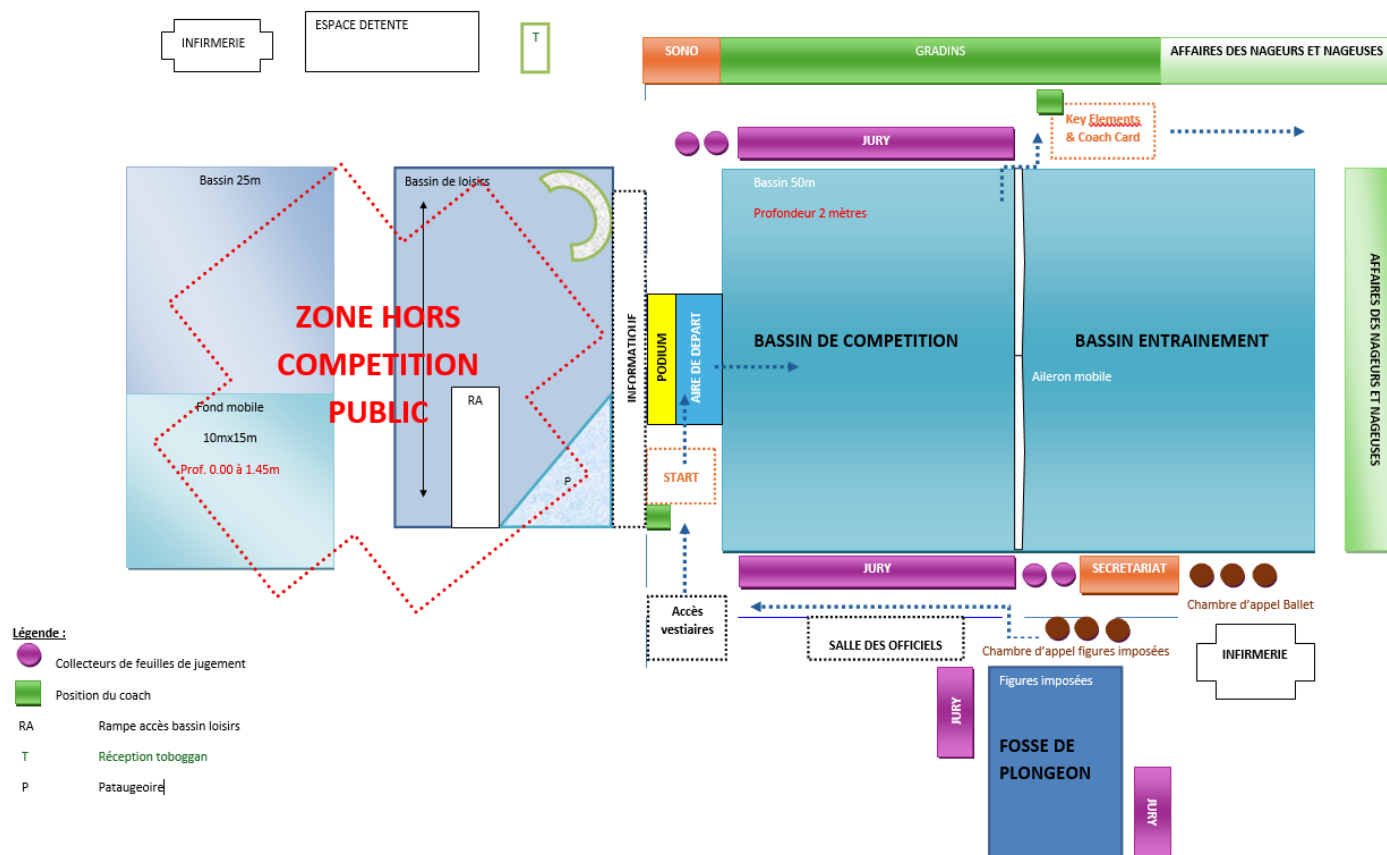 INFIRMERIE
ESPACE DETENTE
T
SONO
GRADINS
AFFAIRES DES NAGEURS ET NAGEUSES
Key Elements
& Coach Card
JURY
Bassin 25m
Bassin de loisirs
Bassin 50m
Profondeur 2 mètres
ZONE HORS
COMPETITION
PUBLIC
INFORMATIQUE
PODIUM
AIRE DE DEPART
BASSIN DE COMPETITION
BASSIN ENTRAINEMENT
Aileron mobile
AFFAIRES DES NAGEURS ET NAGEUSES
RA
Fond mobile
10mx15m
Prof. 0.00 à 1.45m
P
START
JURY
SECRETARIAT
Chambre d'appel Ballet
Accès
vestiaires
SALLE DES OFFICIELS
Chambre d'appel figures imposées
INFIRMERIE
Légende :
Collecteurs de feuilles de jugement
Position du coach
RA Rampe accès bassin loisirs
T Réception toboggan
P Pataugeoire
JURY
Figures imposées
FOSSE DE
PLONGEON
JURY